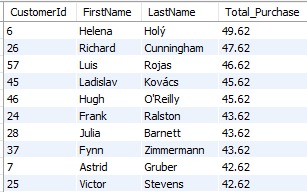 CustomerId FirstName LastName Total_Purchase
6 Helena Holý 49.62
26 Richard Cunningham 47.62
57 Luis Rojas 46.62
45 Ladislav Kovács 45.62
46 Hugh O'Reilly 45.62
24 Frank Ralston 43.62
28 Julia Barnett 43.62
37 Fynn Zimmermann 43.62
7 Astrid Gruber 42.62
25 Victor Stevens 42.62